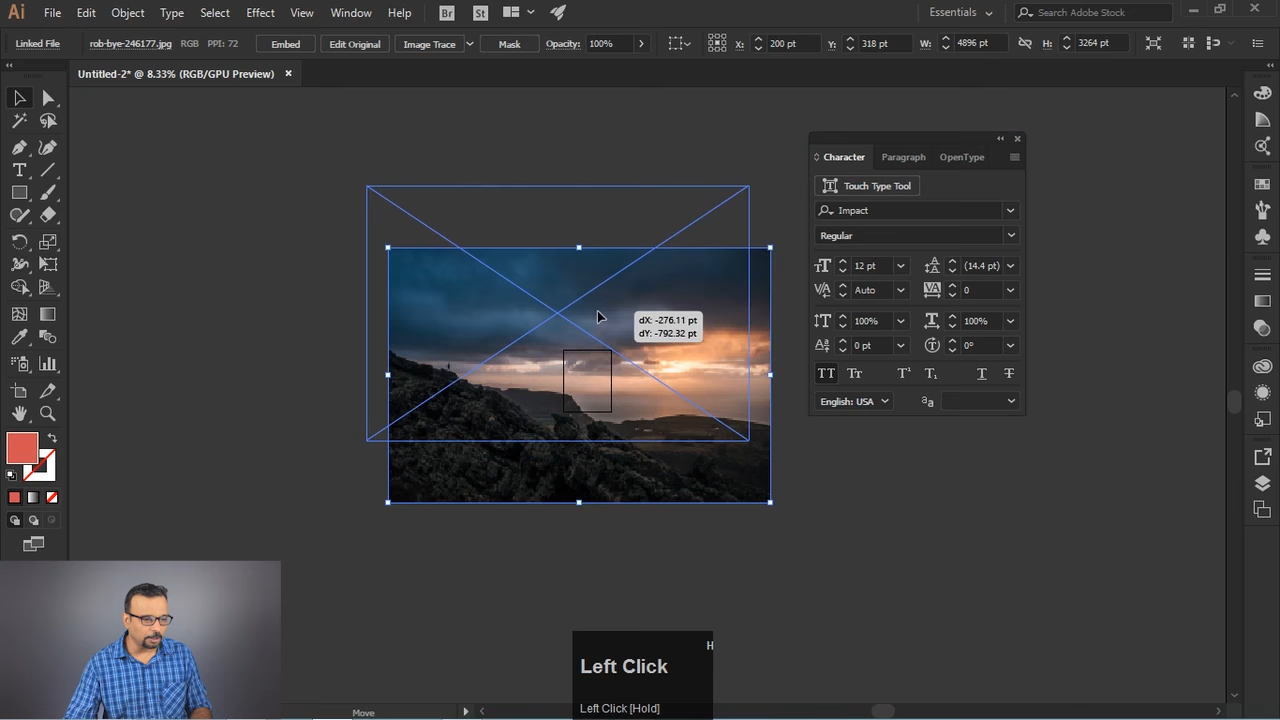 Ai File Edit Object Type Select Effect View Window Help Br St Essentials Search Adobe Stock
Linked File rob-bye-246177.jpg RGB PPI: 72 Embed Edit Original Image Trace Mask Opacity: 100% X: 200 pt Y: 318 pt W: 4896 pt H: 3264 pt
Untitled-2* @ 8.33% (RGB/GPU Preview)
Character Paragraph OpenType
Touch Type Tool
Impact
Regular
12 pt (14.4 pt)
Auto 0
100% 100%
0 pt 0°
English: USA
dX: -276.11 pt
dY: -792.32 pt
H
Left Click
Left Click [Hold]
Move